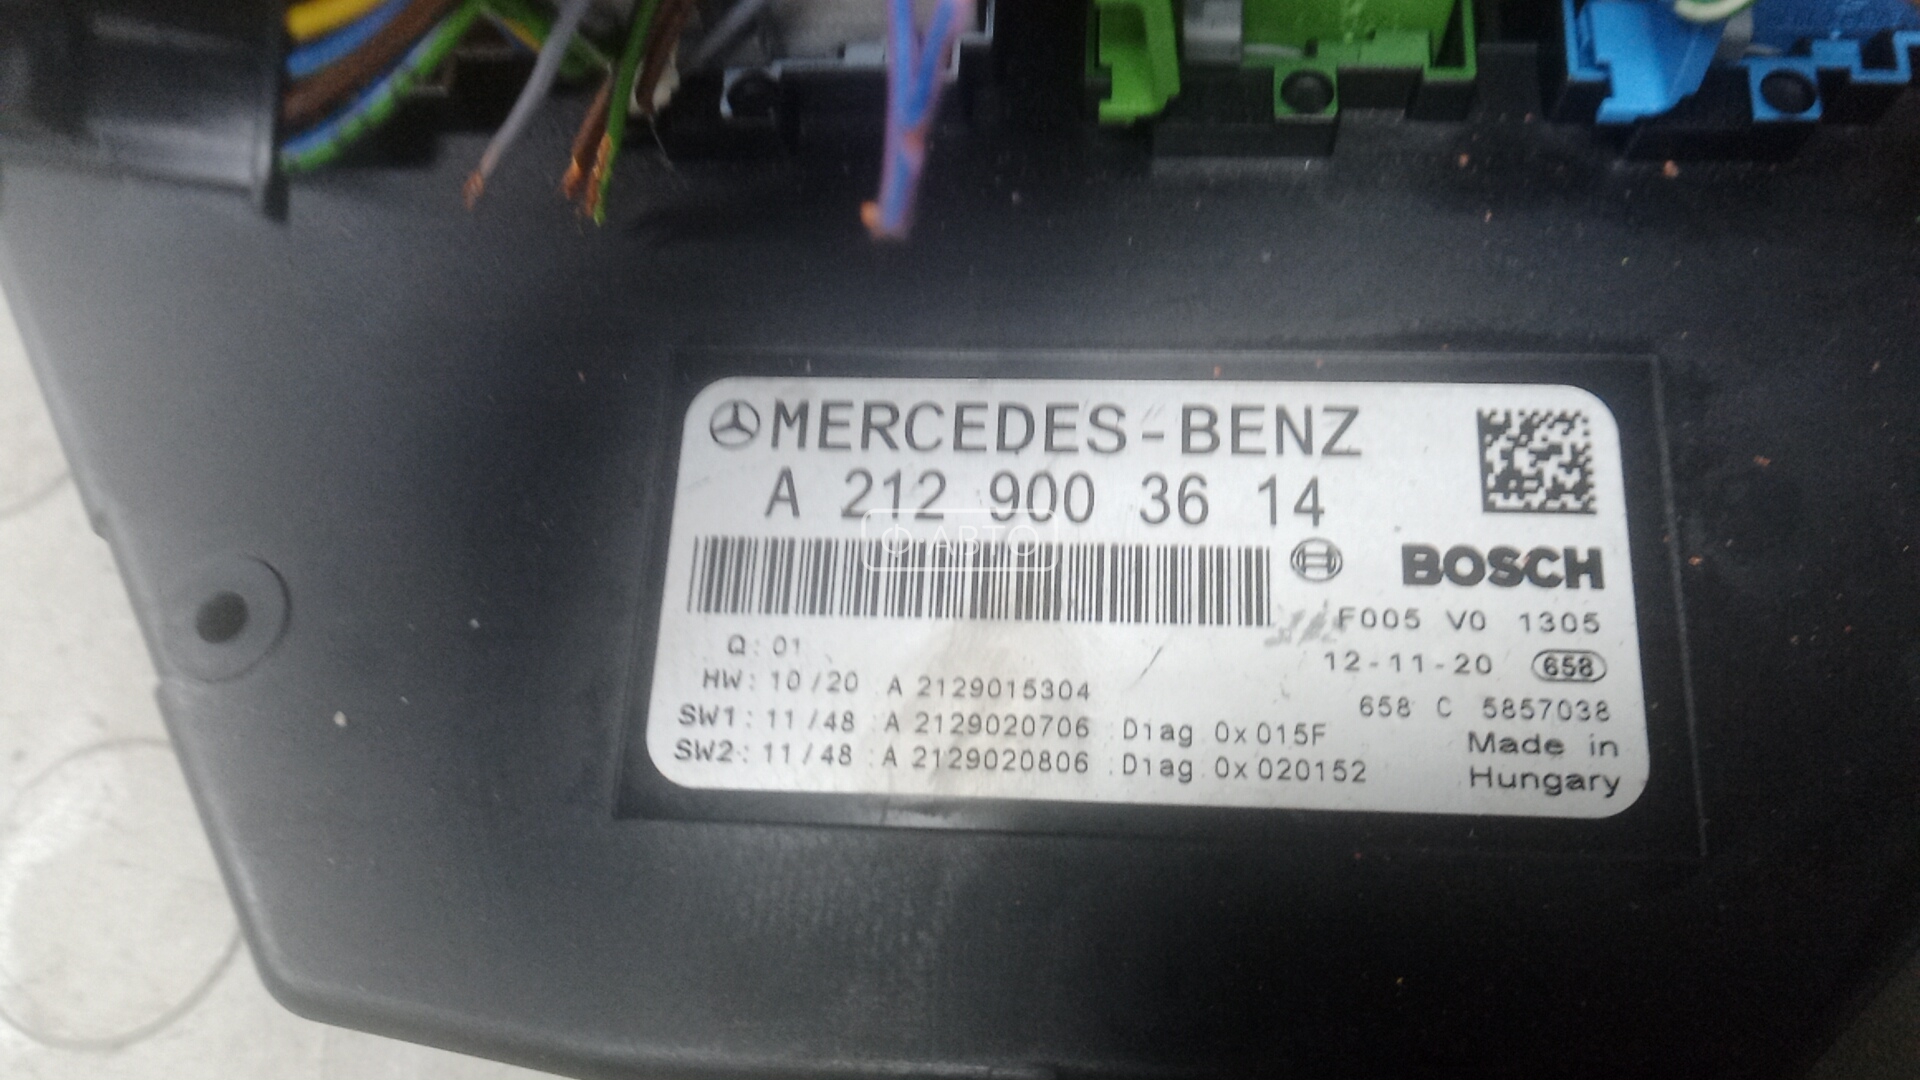 MERCEDES-BENZ
A 212 900 36 14
Ф АВТО
BOSCH
F005 V0 1305
Q: 01
12-11-20 658
HW: 10/20 A 2129015304
658 C 5857038
SW1: 11/48 A 2129020706 Diag 0x015F
Made in
SW2: 11/48 A 2129020806 Diag 0x020152
Hungary